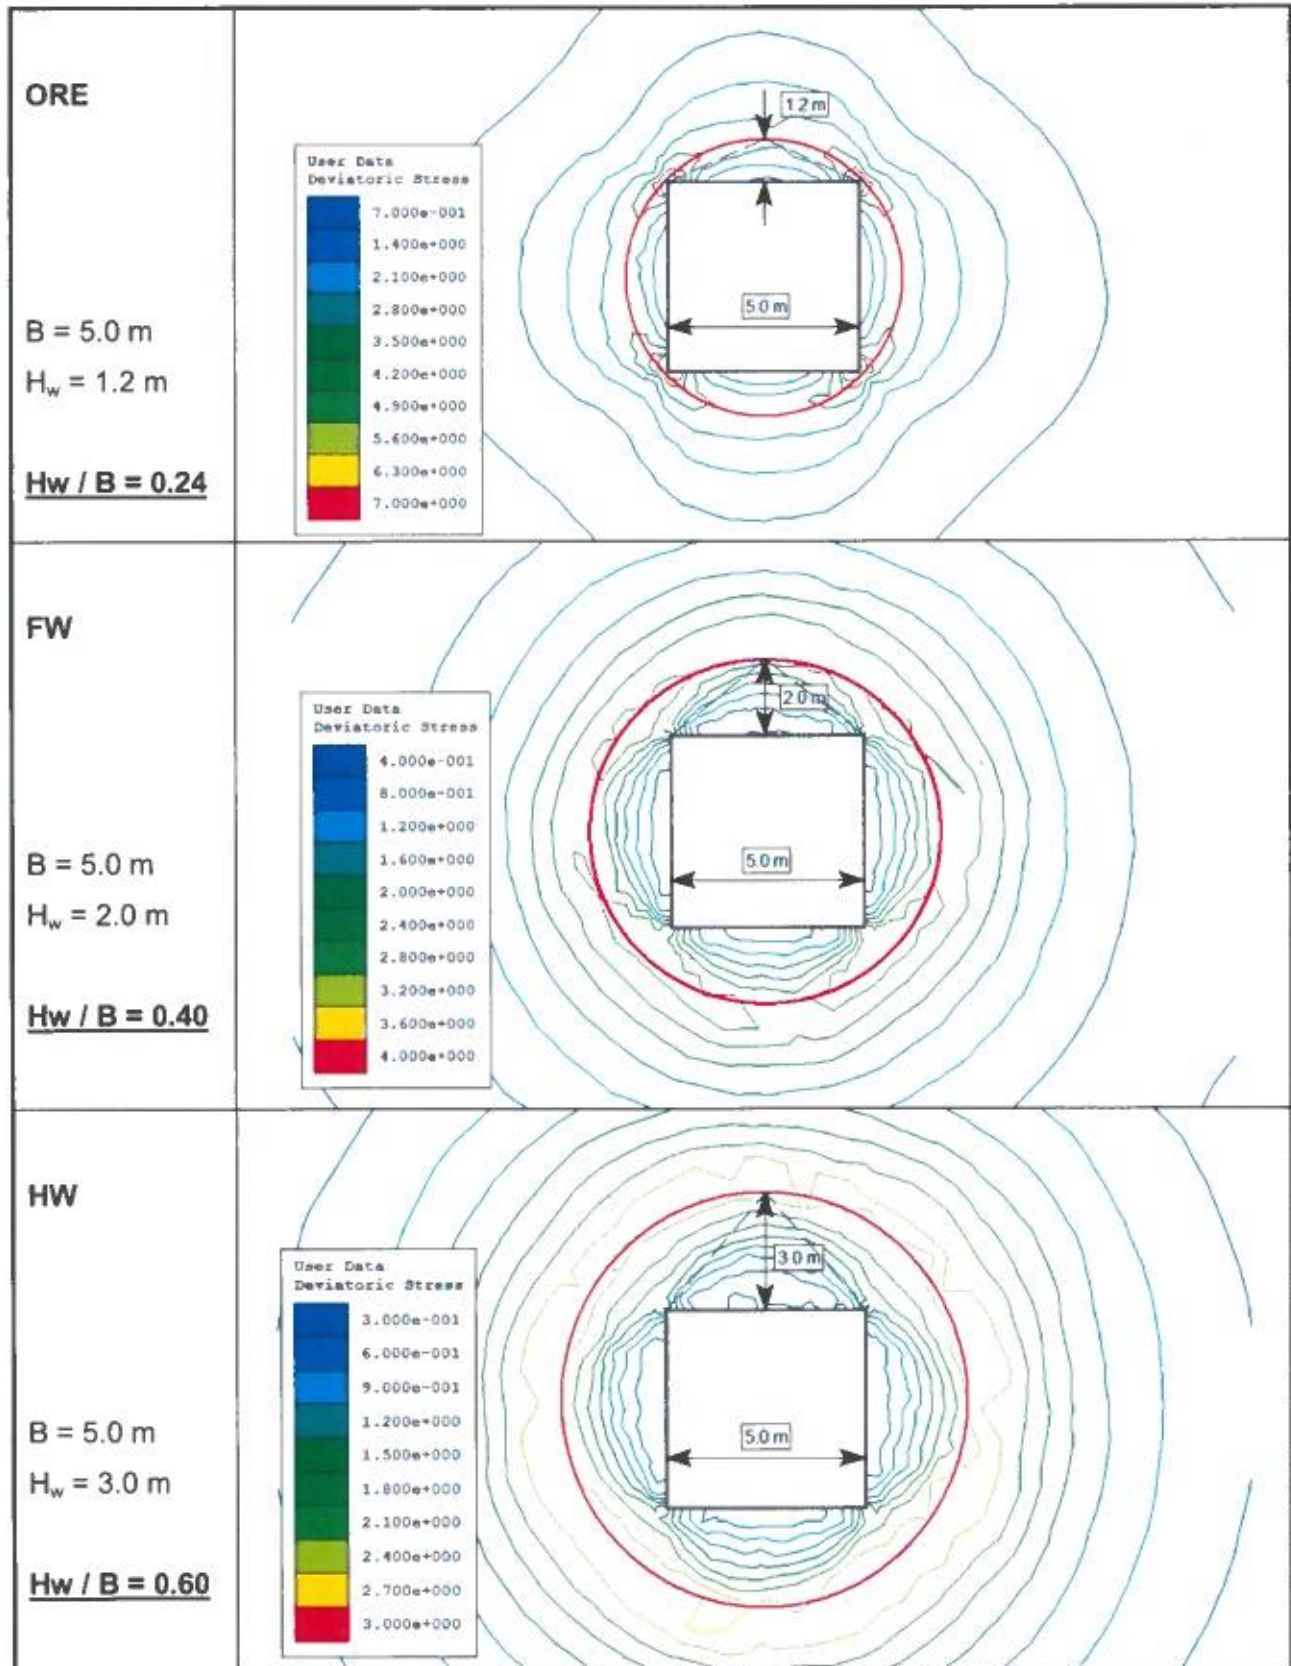 ORE
1.2 m
User Data
Deviatoric Stress
7.000e-001
1.400e+000
2.100e+000
2.800e+000
3.500e+000
4.200e+000
4.900e+000
5.600e+000
6.300e+000
7.000e+000
B = 5.0 m
Hw = 1.2 m
5.0 m
Hw / B = 0.24
FW
2.0 m
User Data
Deviatoric Stress
4.000e-001
8.000e-001
1.200e+000
1.600e+000
2.000e+000
2.400e+000
2.800e+000
3.200e+000
3.600e+000
4.000e+000
B = 5.0 m
Hw = 2.0 m
5.0 m
Hw / B = 0.40
HW
3.0 m
User Data
Deviatoric Stress
3.000e-001
6.000e-001
9.000e-001
1.200e+000
1.500e+000
1.800e+000
2.100e+000
2.400e+000
2.700e+000
3.000e+000
B = 5.0 m
Hw = 3.0 m
5.0 m
Hw / B = 0.60